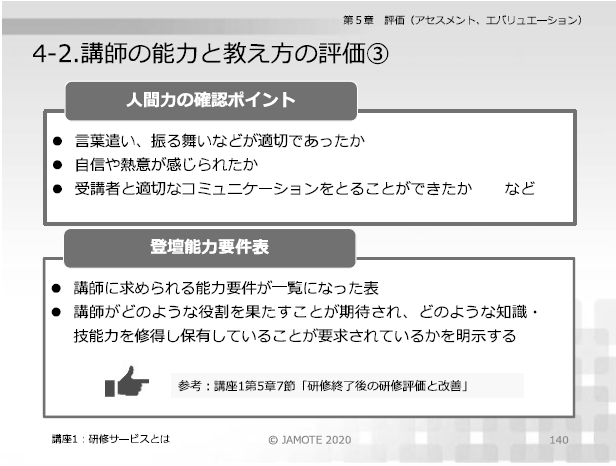 第５章　評価（アセスメント、エバリュエーション）
4-2.講師の能力と教え方の評価③
人間力の確認ポイント
● 言葉遣い、振る舞いなどが適切であったか
● 自信や熱意が感じられたか
● 受講者と適切なコミュニケーションをとることができたか　　など
登壇能力要件表
● 講師に求められる能力要件が一覧になった表
● 講師がどのような役割を果たすことが期待され、どのような知識・
技能力を修得し保有していることが要求されているかを明示する
参考：講座1第5章7節「研修終了後の研修評価と改善」
講座1：研修サービスとは
© JAMOTE 2020
140